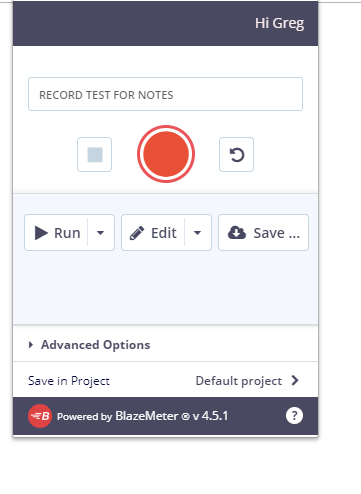 Hi Greg
RECORD TEST FOR NOTES
Run Edit Save ...
Advanced Options
Save in Project Default project
B Powered by BlazeMeter ® v 4.5.1 ?